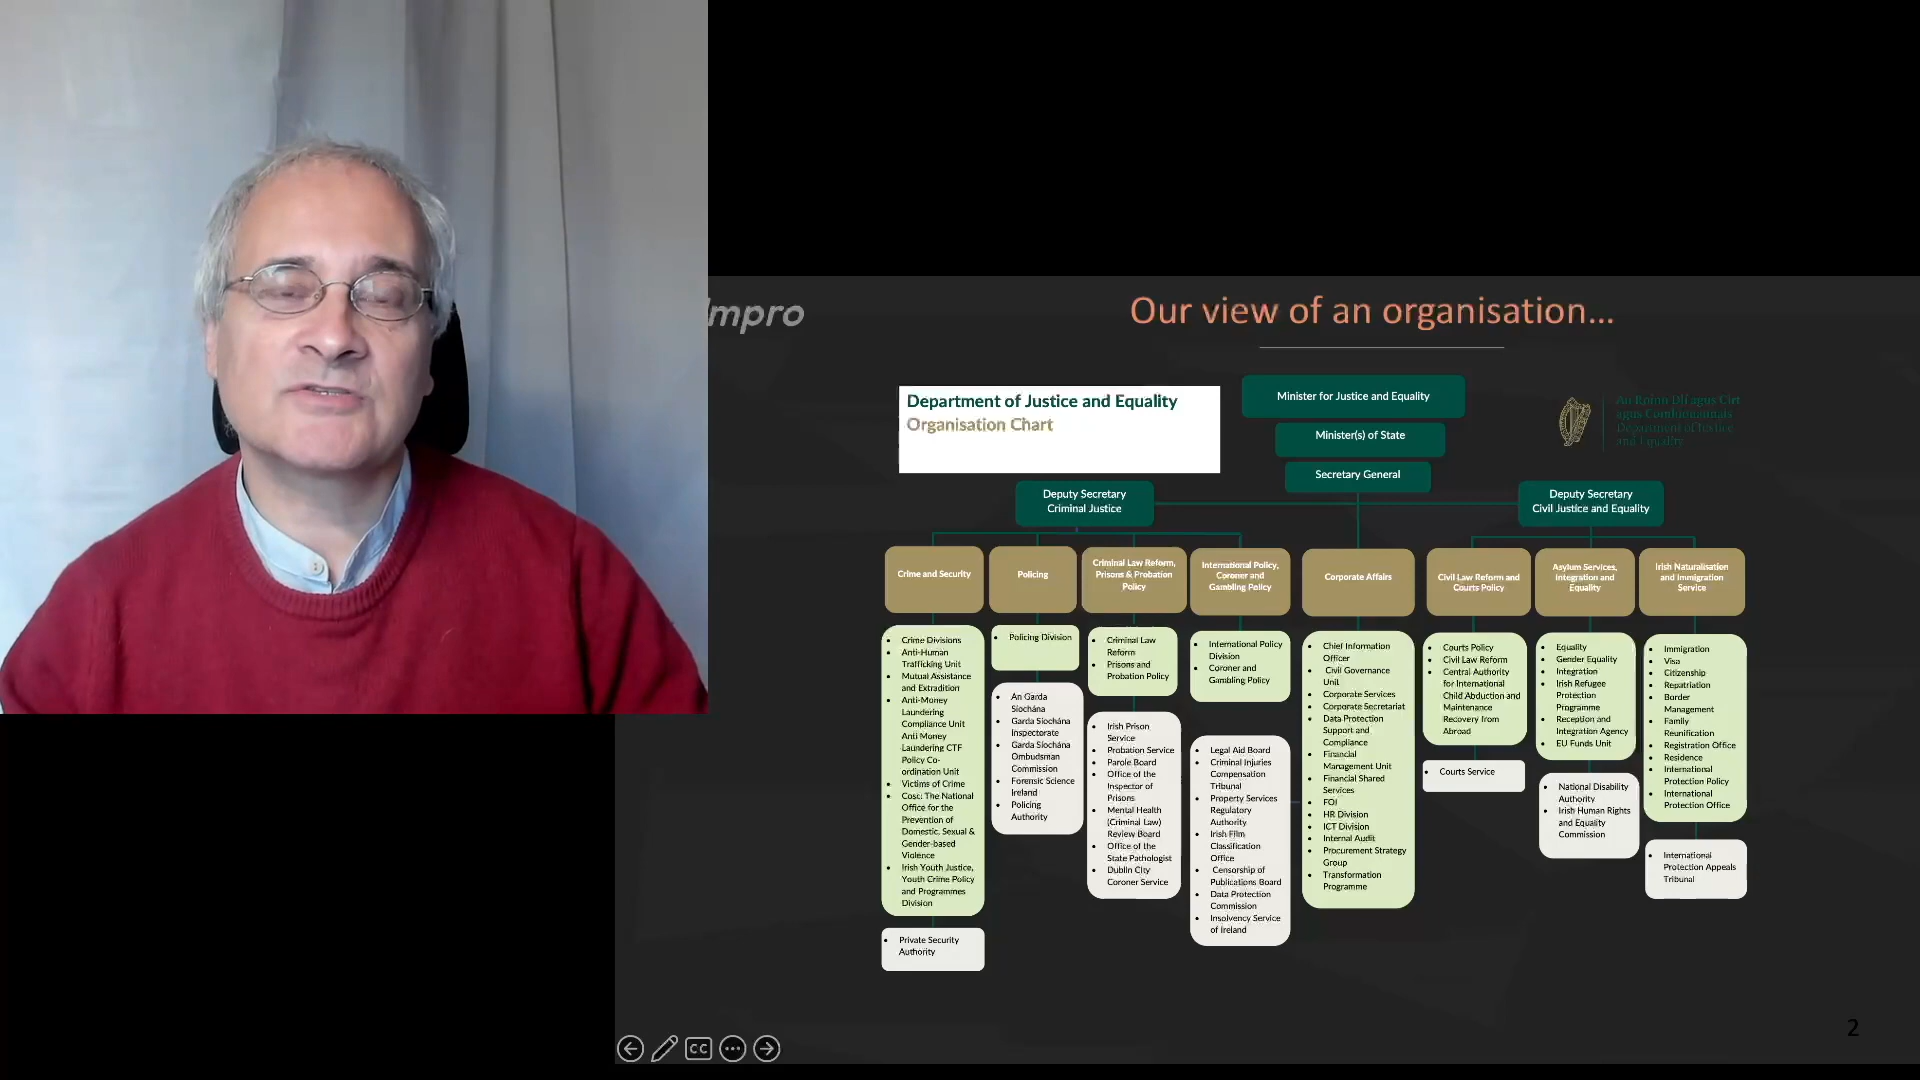 Impro
Our view of an organisation...
Department of Justice and Equality
Organisation Chart
Minister for Justice and Equality
Minister(s) of State
Secretary General
An Roinn Dlí agus Cirt
agus Comhionannais
Department of Justice
and Equality
Deputy Secretary
Criminal Justice
Deputy Secretary
Civil Justice and Equality
Crime and Security
Policing
Criminal Law Reform,
Prisons & Probation
Policy
International Policy,
Coroner and
Gambling Policy
Corporate Affairs
Civil Law Reform and
Courts Policy
Asylum Services,
Integration and
Equality
Irish Naturalisation
and Immigration
Service
• Crime Divisions
• Anti-Human
Trafficking Unit
• Mutual Assistance
and Extradition
• Anti-Money
Laundering
Compliance Unit
Anti Money
Laundering CTF
Policy Co-
ordination Unit
• Victims of Crime
• Cosc: The National
Office for the
Prevention of
Domestic, Sexual &
Gender-based
Violence
• Irish Youth Justice,
Youth Crime Policy
and Programmes
Division
• Private Security
Authority
• Policing Division
• An Garda
Síochána
• Garda Síochána
Inspectorate
• Garda Síochána
Ombudsman
Commission
• Forensic Science
Ireland
• Policing
Authority
• Criminal Law
Reform
• Prisons and
Probation Policy
• Irish Prison
Service
• Probation Service
• Parole Board
• Office of the
Inspector of
Prisons
• Mental Health
(Criminal Law)
Review Board
• Office of the
State Pathologist
• Dublin City
Coroner Service
• International Policy
Division
• Coroner and
Gambling Policy
• Legal Aid Board
• Criminal Injuries
Compensation
Tribunal
• Property Services
Regulatory
Authority
• Irish Film
Classification
Office
• Censorship of
Publications Board
• Data Protection
Commission
• Insolvency Service
of Ireland
• Chief Information
Officer
• Civil Governance
Unit
• Corporate Services
• Corporate Secretariat
• Data Protection
Support and
Compliance
• Financial
Management Unit
• Financial Shared
Services
• FOI
• HR Division
• ICT Division
• Internal Audit
• Procurement Strategy
Group
• Transformation
Programme
• Courts Policy
• Civil Law Reform
• Central Authority
for International
Child Abduction and
Maintenance
Recovery from
Abroad
• Courts Service
• Equality
• Gender Equality
• Integration
• Irish Refugee
Protection
Programme
• Reception and
Integration Agency
• EU Funds Unit
• National Disability
Authority
• Irish Human Rights
and Equality
Commission
• Immigration
• Visa
• Citizenship
• Repatriation
• Border
Management
• Family
Reunification
• Registration Office
• Residence
• International
Protection Policy
• International
Protection Office
• International
Protection Appeals
Tribunal
CC
2